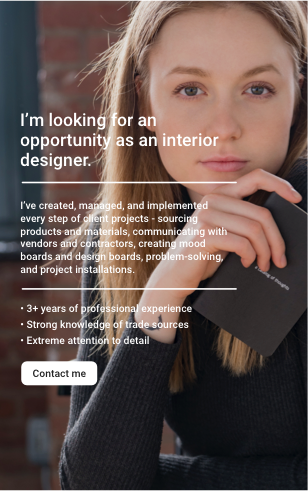 I'm looking for an
opportunity as an interior
designer.
I've created, managed, and implemented
every step of client projects - sourcing
products and materials, communicating with
vendors and contractors, creating mood
boards and design boards, problem-solving,
and project installations.
• 3+ years of professional experience
• Strong knowledge of trade sources
• Extreme attention to detail
Contact me